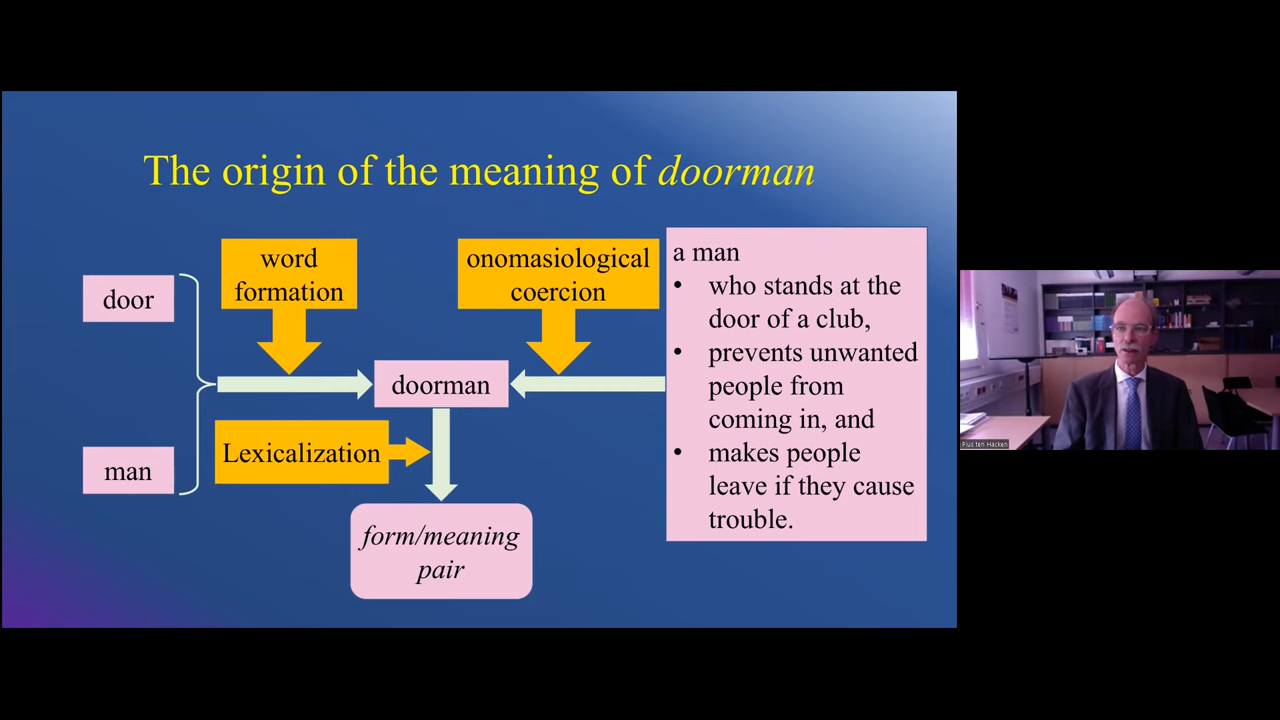 The origin of the meaning of doorman
word
formation
onomasiological
coercion
door
man
doorman
Lexicalization
form/meaning
pair
a man
• who stands at the
door of a club,
• prevents unwanted
people from
coming in, and
• makes people
leave if they cause
trouble.
Pius ten Hacken